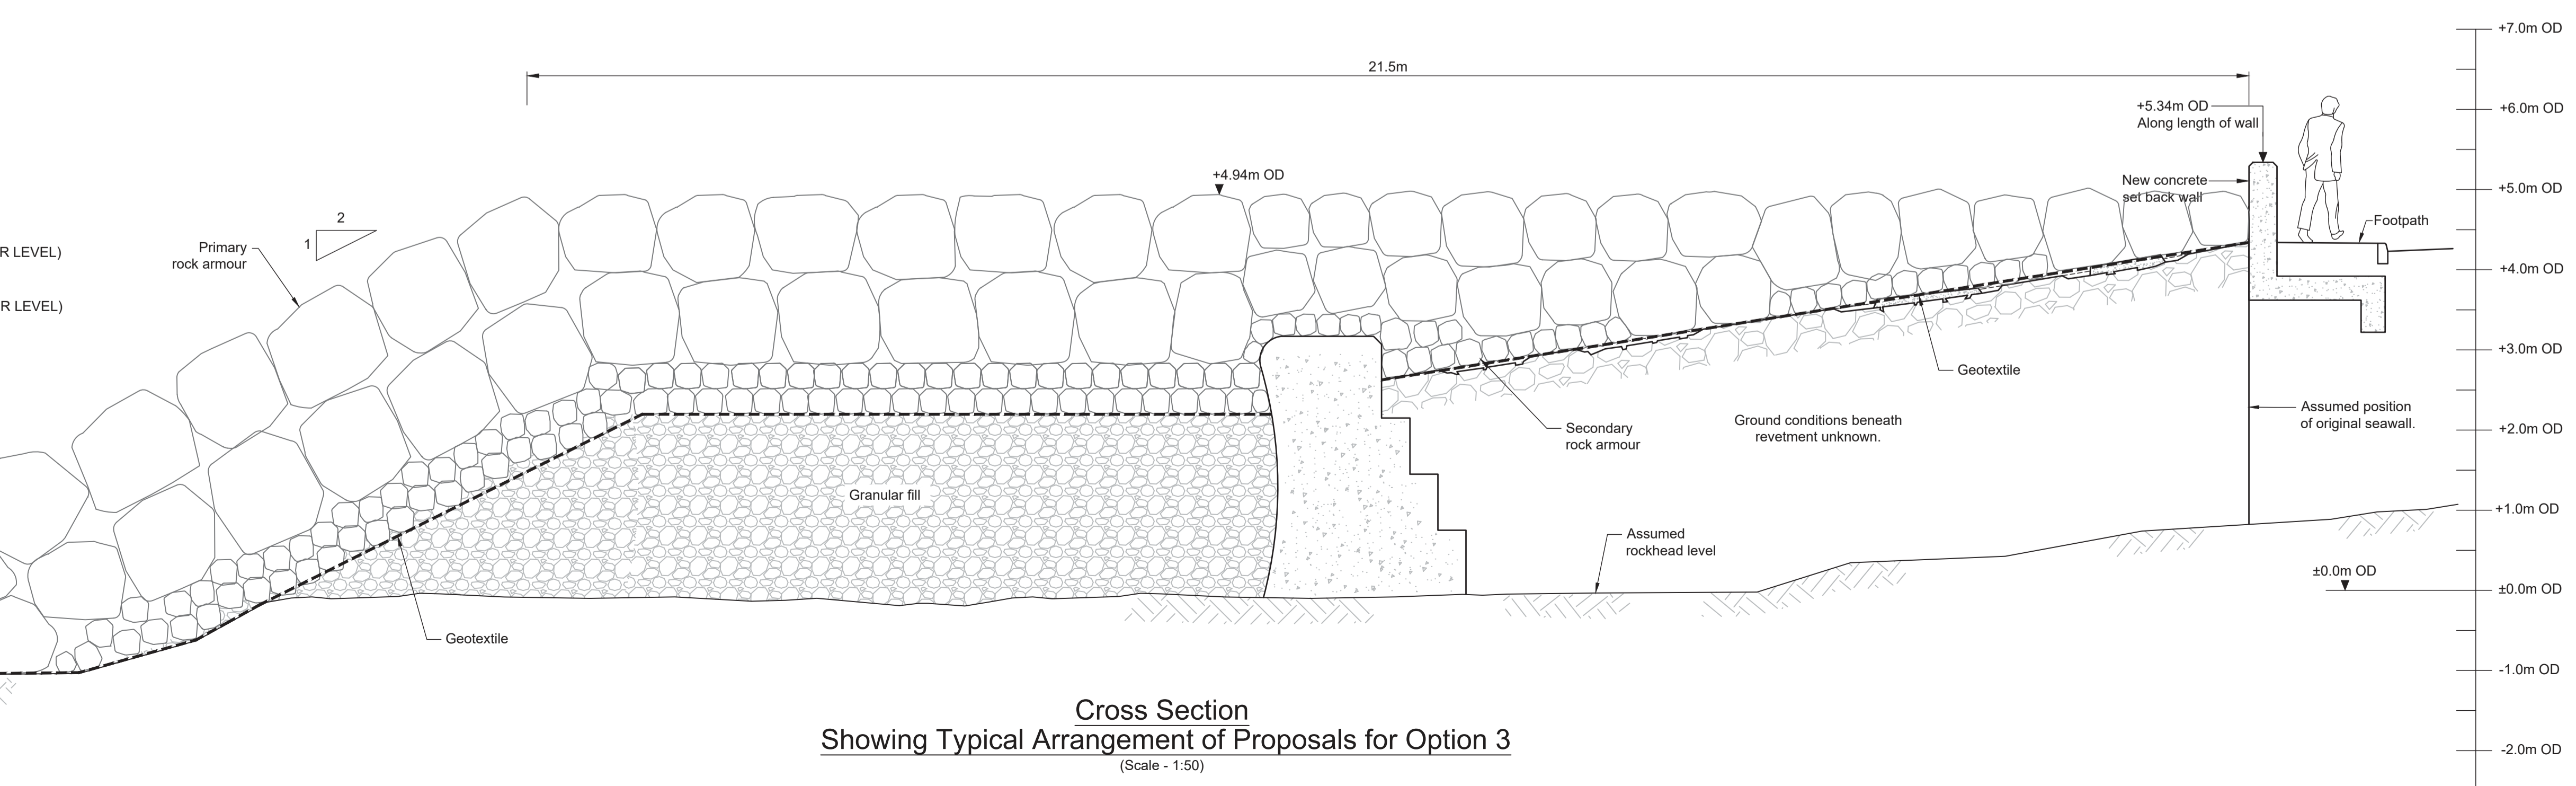 +7.0m OD
21.5m
+5.34m OD
Along length of wall
+6.0m OD
+4.94m OD
New concrete
set back wall
+5.0m OD
2
1
Primary
rock armour
R LEVEL)
Footpath
+4.0m OD
R LEVEL)
+3.0m OD
Geotextile
Secondary
rock armour
Ground conditions beneath
revetment unknown.
Assumed position
of original seawall.
+2.0m OD
Granular fill
+1.0m OD
Assumed
rockhead level
±0.0m OD
±0.0m OD
Geotextile
-1.0m OD
Cross Section
Showing Typical Arrangement of Proposals for Option 3
(Scale - 1:50)
-2.0m OD